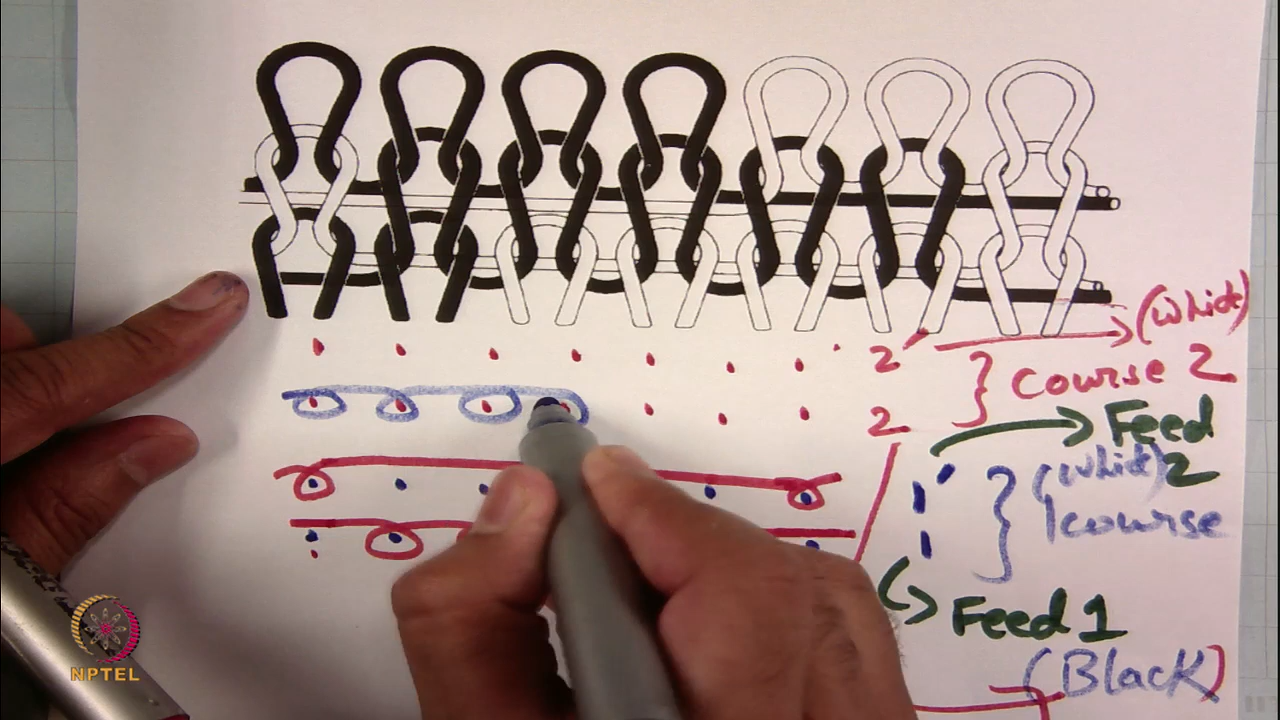 (White)
2'
} Course 2
2
Feed
2
1'
(White)
} 1 course
1
Feed 1
(Black)
NPTEL